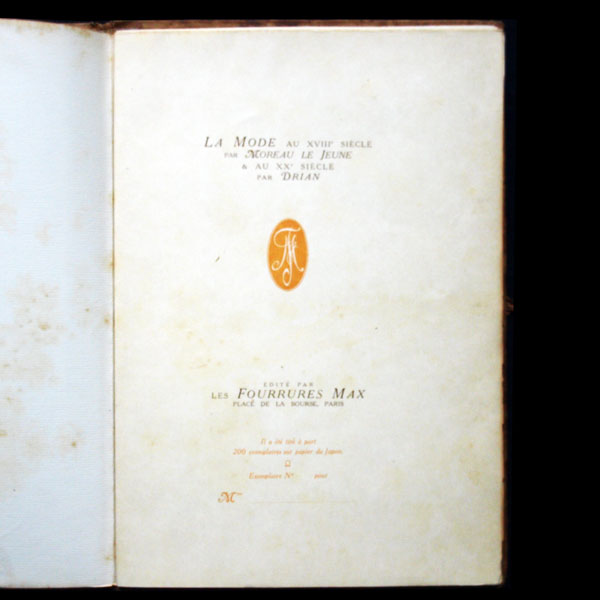 LA MODE AU XVIIIe SIÈCLE
PAR MOREAU LE JEUNE
& AU XXe SIÈCLE
PAR DRIAN
ÉDITÉ PAR
LES FOURRURES MAX
PLACE DE LA BOURSE, PARIS
Il a été tiré à part
200 exemplaires sur papier du Japon.
Exemplaire No pour
M